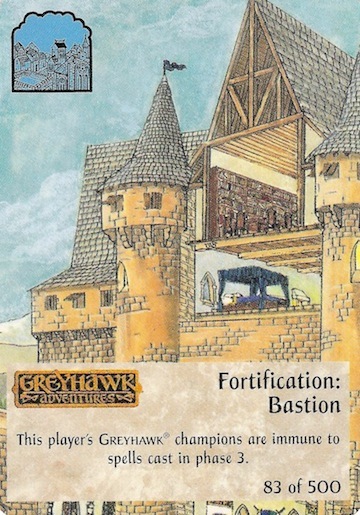 GREYHAWK
ADVENTURES
Fortification:
Bastion
This player's GREYHAWK® champions are immune to
spells cast in phase 3.
83 of 500